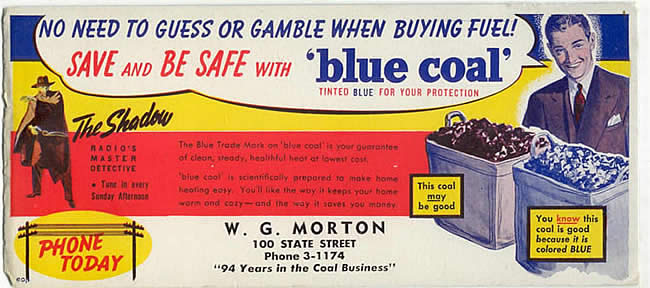 NO NEED TO GUESS OR GAMBLE WHEN BUYING FUEL!
SAVE AND BE SAFE WITH 'blue coal'
TINTED BLUE FOR YOUR PROTECTION
The Shadow
RADIO'S
MASTER
DETECTIVE
• Tune in every
Sunday Afternoon
The Blue Trade Mark on 'blue coal' is your guarantee
of clean, steady, healthful heat at lowest cost.
'blue coal' is scientifically prepared to make home
heating easy. You'll like the way it keeps your home
warm and cozy—and the way it saves you money.
This coal
may
be good
You know this
coal is good
because it is
colored BLUE
PHONE
TODAY
W. G. MORTON
100 STATE STREET
Phone 3-1174
"94 Years in the Coal Business"